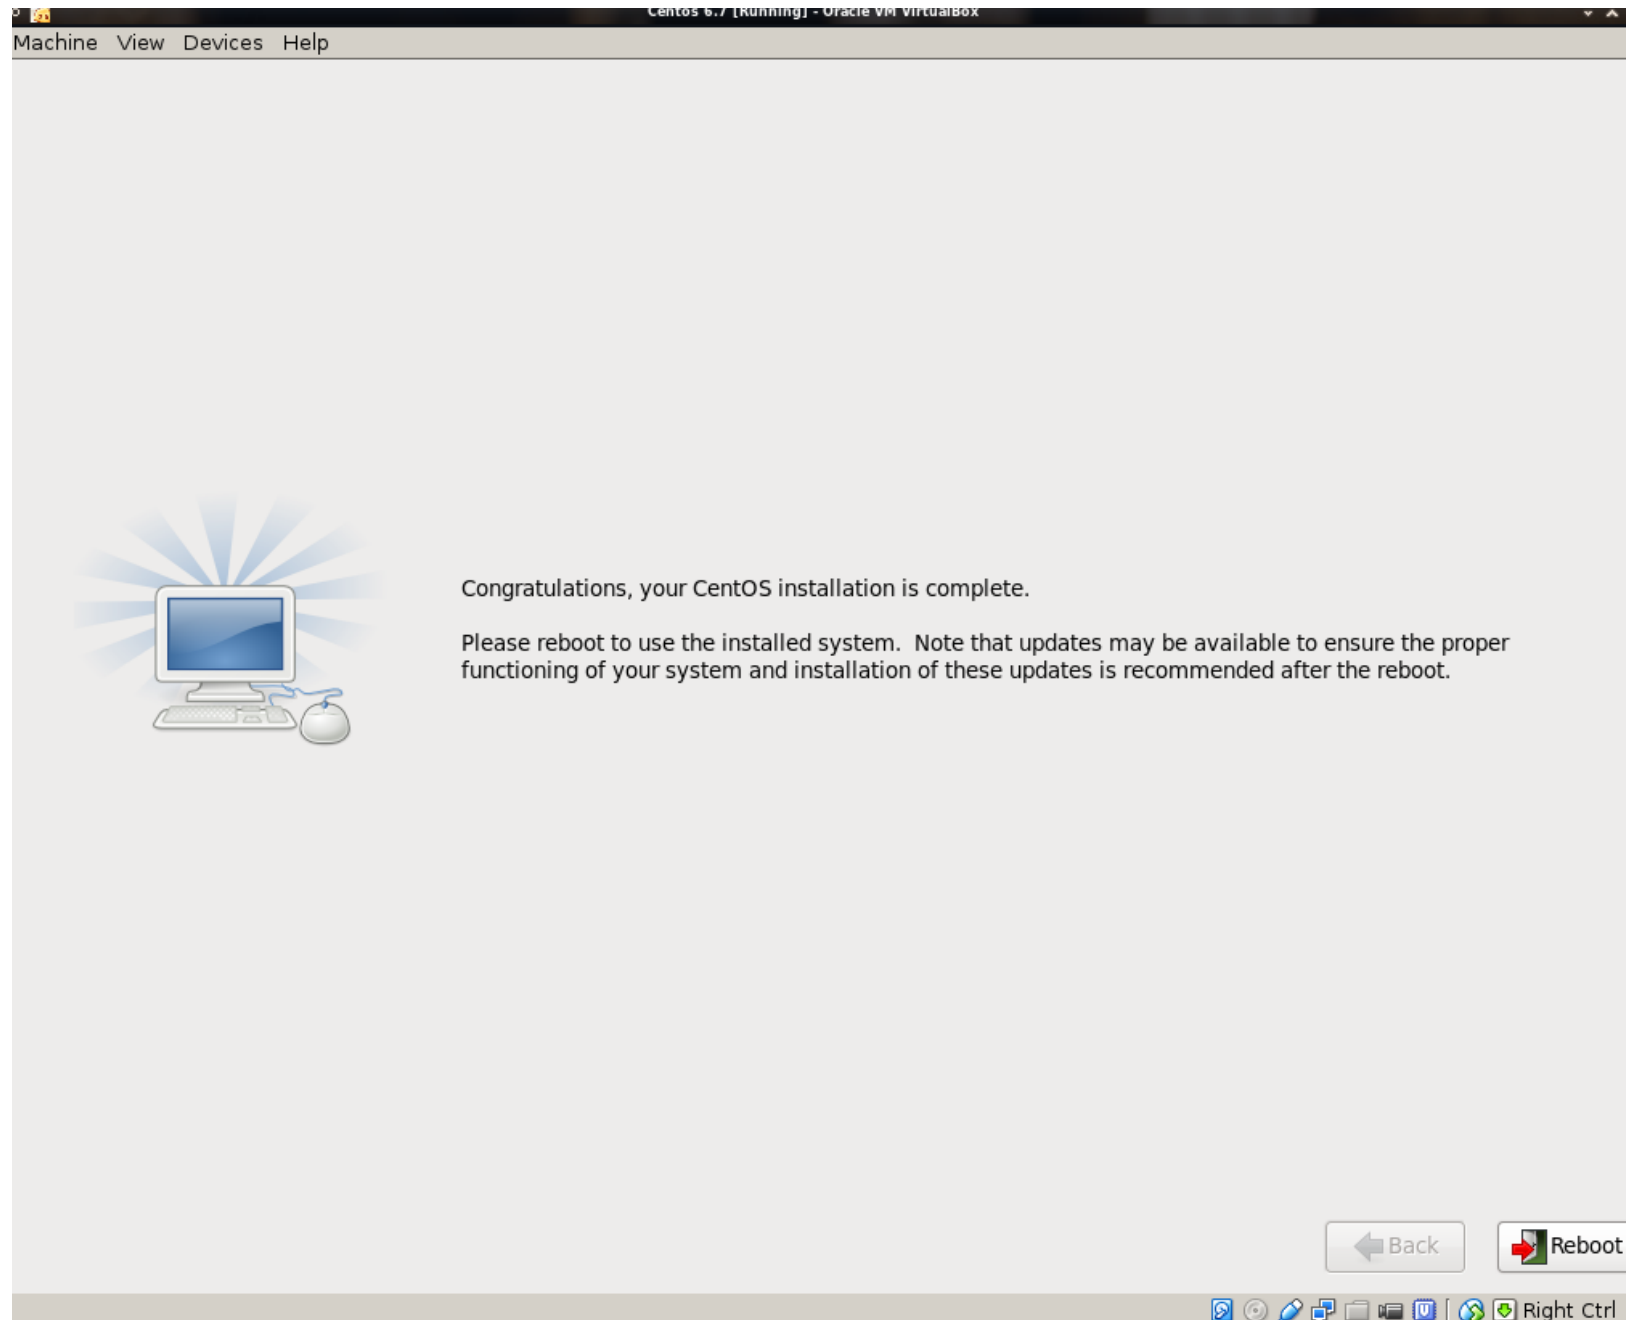 Centos 6.7 [Running] - Oracle VM VirtualBox
Machine View Devices Help
Congratulations, your CentOS installation is complete.
Please reboot to use the installed system. Note that updates may be available to ensure the proper
functioning of your system and installation of these updates is recommended after the reboot.
Back Reboot
Right Ctrl